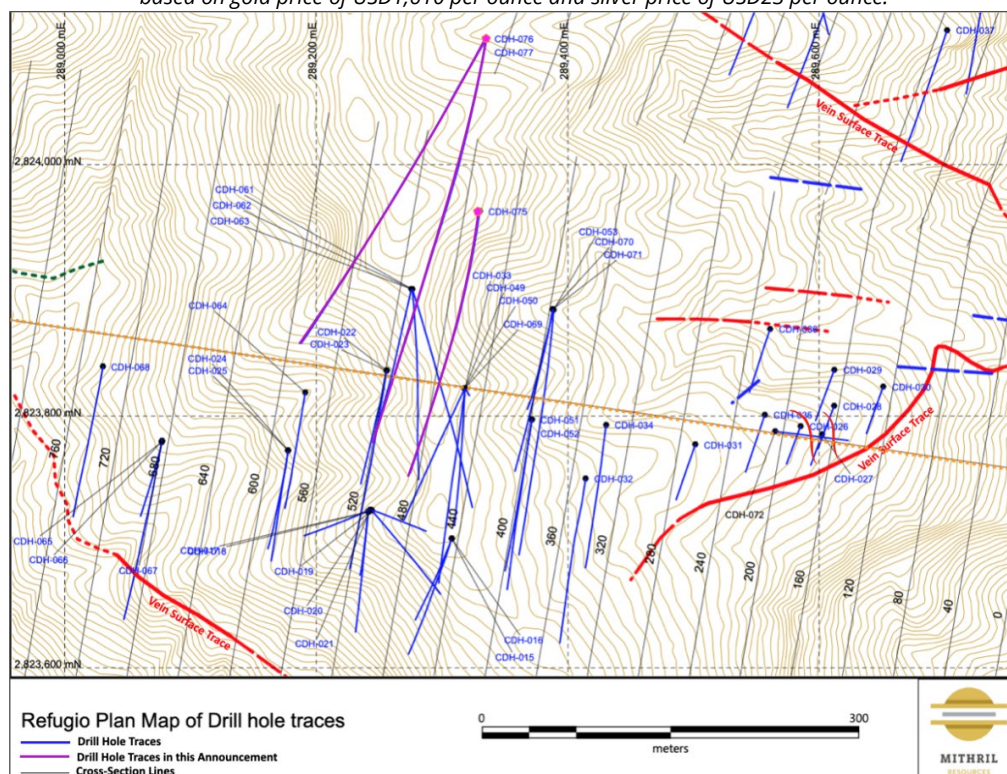 based on gold price of USD1,810 per ounce and silver price of USD25 per ounce.
289,000 mE
289,200 mE
289,400 mE
289,600 mE
CDH-076
CDH-077
CDH-037
Vein Surface Trace
2,824,000 mN
CDH-061
CDH-062
CDH-063
CDH-075
CDH-053
CDH-070
CDH-071
CDH-033
CDH-049
CDH-050
CDH-069
CDH-064
CDH-022
CDH-023
CDH-024
CDH-025
CDH-068
CDH-029
CDH-028
2,823,800 mN
CDH-051
CDH-052
CDH-034
CDH-035
CDH-026
CDH-031
CDH-027
Vein Surface Trace
CDH-032
CDH-072
760
720
680
640
600
560
520
480
440
400
360
320
280
240
200
160
120
80
40
0
CDH-065
CDH-066
CDH-067
CDH-019
CDH-020
CDH-021
CDH-016
CDH-015
Vein Surface Trace
2,823,600 mN
Refugio Plan Map of Drill hole traces
Drill Hole Traces
Drill Hole Traces in this Announcement
Cross-Section Lines
0
300
meters
MITHRIL
RESOURCES